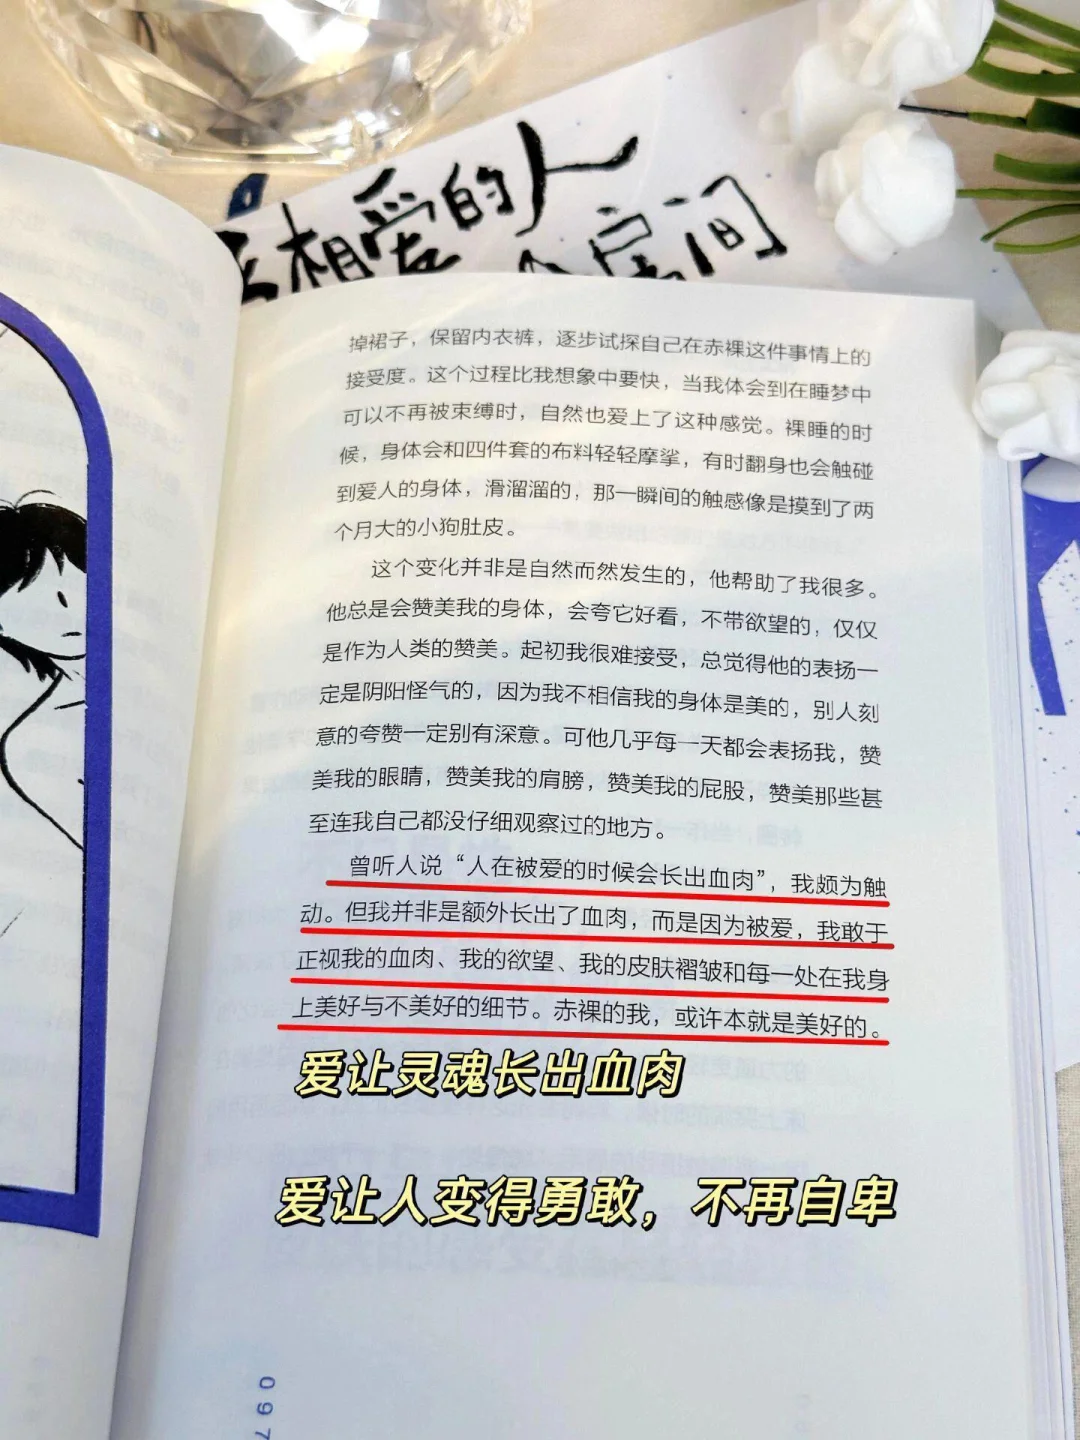 相爱的人
房间
掉裙子，保留内衣裤，逐步试探自己在赤裸这件事情上的
接受度。这个过程比我想象中要快，当我体会到在睡梦中
可以不再被束缚时，自然也爱上了这种感觉。裸睡的时
候，身体会和四件套的布料轻轻摩挲，有时翻身也会触碰
到爱人的身体，滑溜溜的，那一瞬间的触感像是摸到了两
个月大的小狗肚皮。
这个变化并非是自然而然发生的，他帮助了我很多。
他总是会赞美我的身体，会夸它好看，不带欲望的，仅仅
是作为人类的赞美。起初我很难接受，总觉得他的表扬一
定是阴阳怪气的，因为我不相信我的身体是美的，别人刻
意的夸赞一定别有深意。可他几乎每一天都会表扬我，赞
美我的眼睛，赞美我的肩膀，赞美我的屁股，赞美那些甚
至连我自己都没仔细观察过的地方。
曾听人说“人在被爱的时候会长出血肉”，我颇为触
动。但我并非是额外长出了血肉，而是因为被爱，我敢于
正视我的血肉、我的欲望、我的皮肤褶皱和每一处在我身
上美好与不美好的细节。赤裸的我，或许本就是美好的。
爱让灵魂长出血肉
爱让人变得勇敢，不再自卑
097